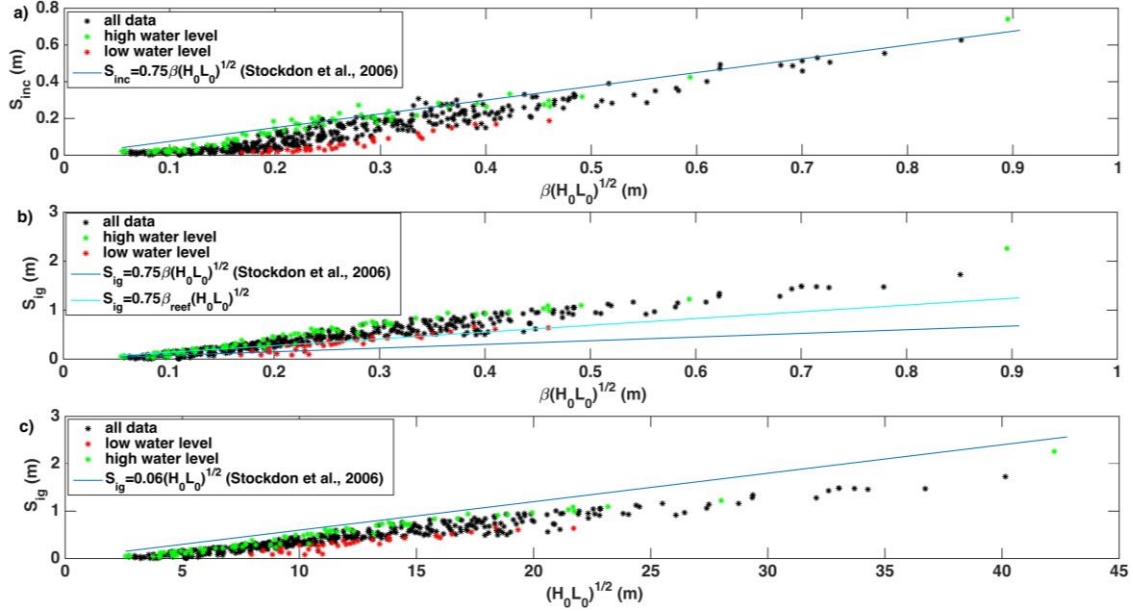 a)
0.8
0.6
0.4
0.2
0
S_inc (m)
* all data
* high water level
* low water level
S_inc=0.75β(H_0L_0)^1/2 (Stockdon et al., 2006)
0 0.1 0.2 0.3 0.4 0.5 0.6 0.7 0.8 0.9 1
β(H_0L_0)^1/2 (m)
b)
3
2
1
0
S_ig (m)
* all data
* high water level
* low water level
S_ig=0.75β(H_0L_0)^1/2 (Stockdon et al., 2006)
S_ig=0.75β_reef(H_0L_0)^1/2
0 0.1 0.2 0.3 0.4 0.5 0.6 0.7 0.8 0.9 1
β(H_0L_0)^1/2 (m)
c)
3
2
1
0
S_ig (m)
* all data
* low water level
* high water level
S_ig=0.06(H_0L_0)^1/2 (Stockdon et al., 2006)
0 5 10 15 20 25 30 35 40 45
(H_0L_0)^1/2 (m)